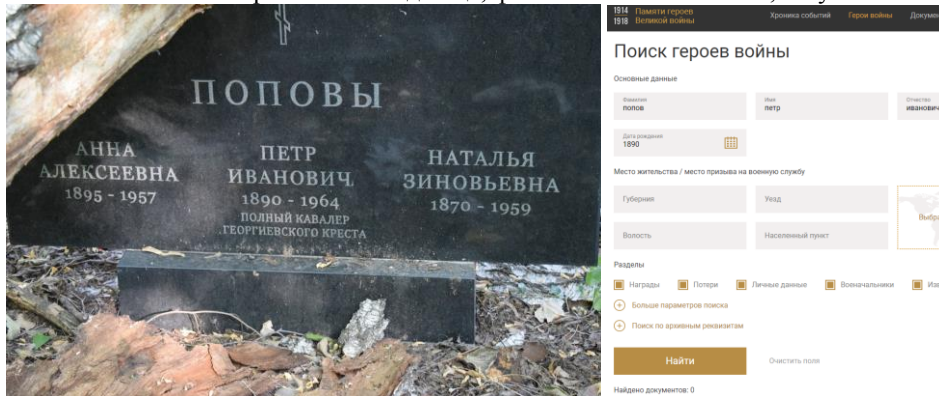 ПОПОВЫ
АННА
АЛЕКСЕЕВНА
1895 - 1957
ПЕТР
ИВАНОВИЧ
1890 - 1964
ПОЛНЫЙ КАВАЛЕР
ГЕОРГИЕВСКОГО КРЕСТА
НАТАЛЬЯ
ЗИНОВЬЕВНА
1870 - 1959
1914 Памяти героев
1918 Великой войны
Хроника событий Герои войны
Поиск героев войны
Основные данные
Фамилия Имя Отчество
попов петр иванович
Дата рождения
1890
Место жительства / место призыва на военную службу
Губерния Уезд
Волость Населенный пункт
Разделы
Награды Потери Личные данные Военачальники
Больше параметров поиска
Поиск по архивным реквизитам
Найти Очистить поля
Найдено документов: 0